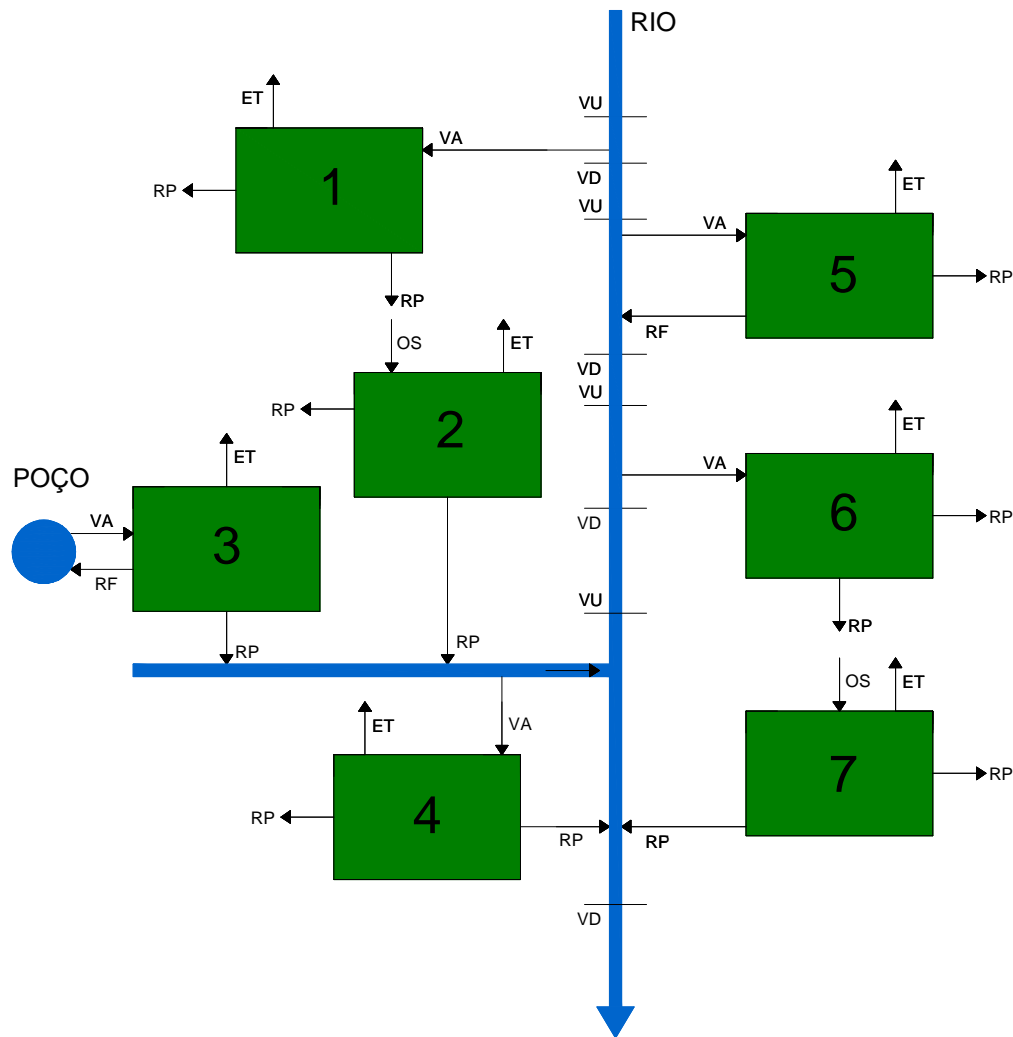 RIO
VU
ET
VA
1
RP
VD
VU
ET
VA
5
RP
RP
RF
OS
ET
VD
VU
RP
2
ET
ET
VA
6
RP
POÇO
VA
3
RF
VD
VU
RP
RP
RP
OS
ET
ET
VA
7
RP
RP
4
RP
RP
VD